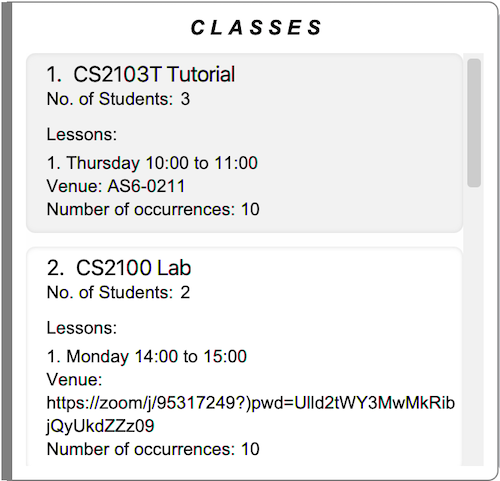 CLASSES
1. CS2103T Tutorial
No. of Students: 3
Lessons:
1. Thursday 10:00 to 11:00
Venue: AS6-0211
Number of occurrences: 10
2. CS2100 Lab
No. of Students: 2
Lessons:
1. Monday 14:00 to 15:00
Venue:
https://zoom/j/95317249?)pwd=Ulld2tWY3MwMkRib
jQyUkdZZz09
Number of occurrences: 10